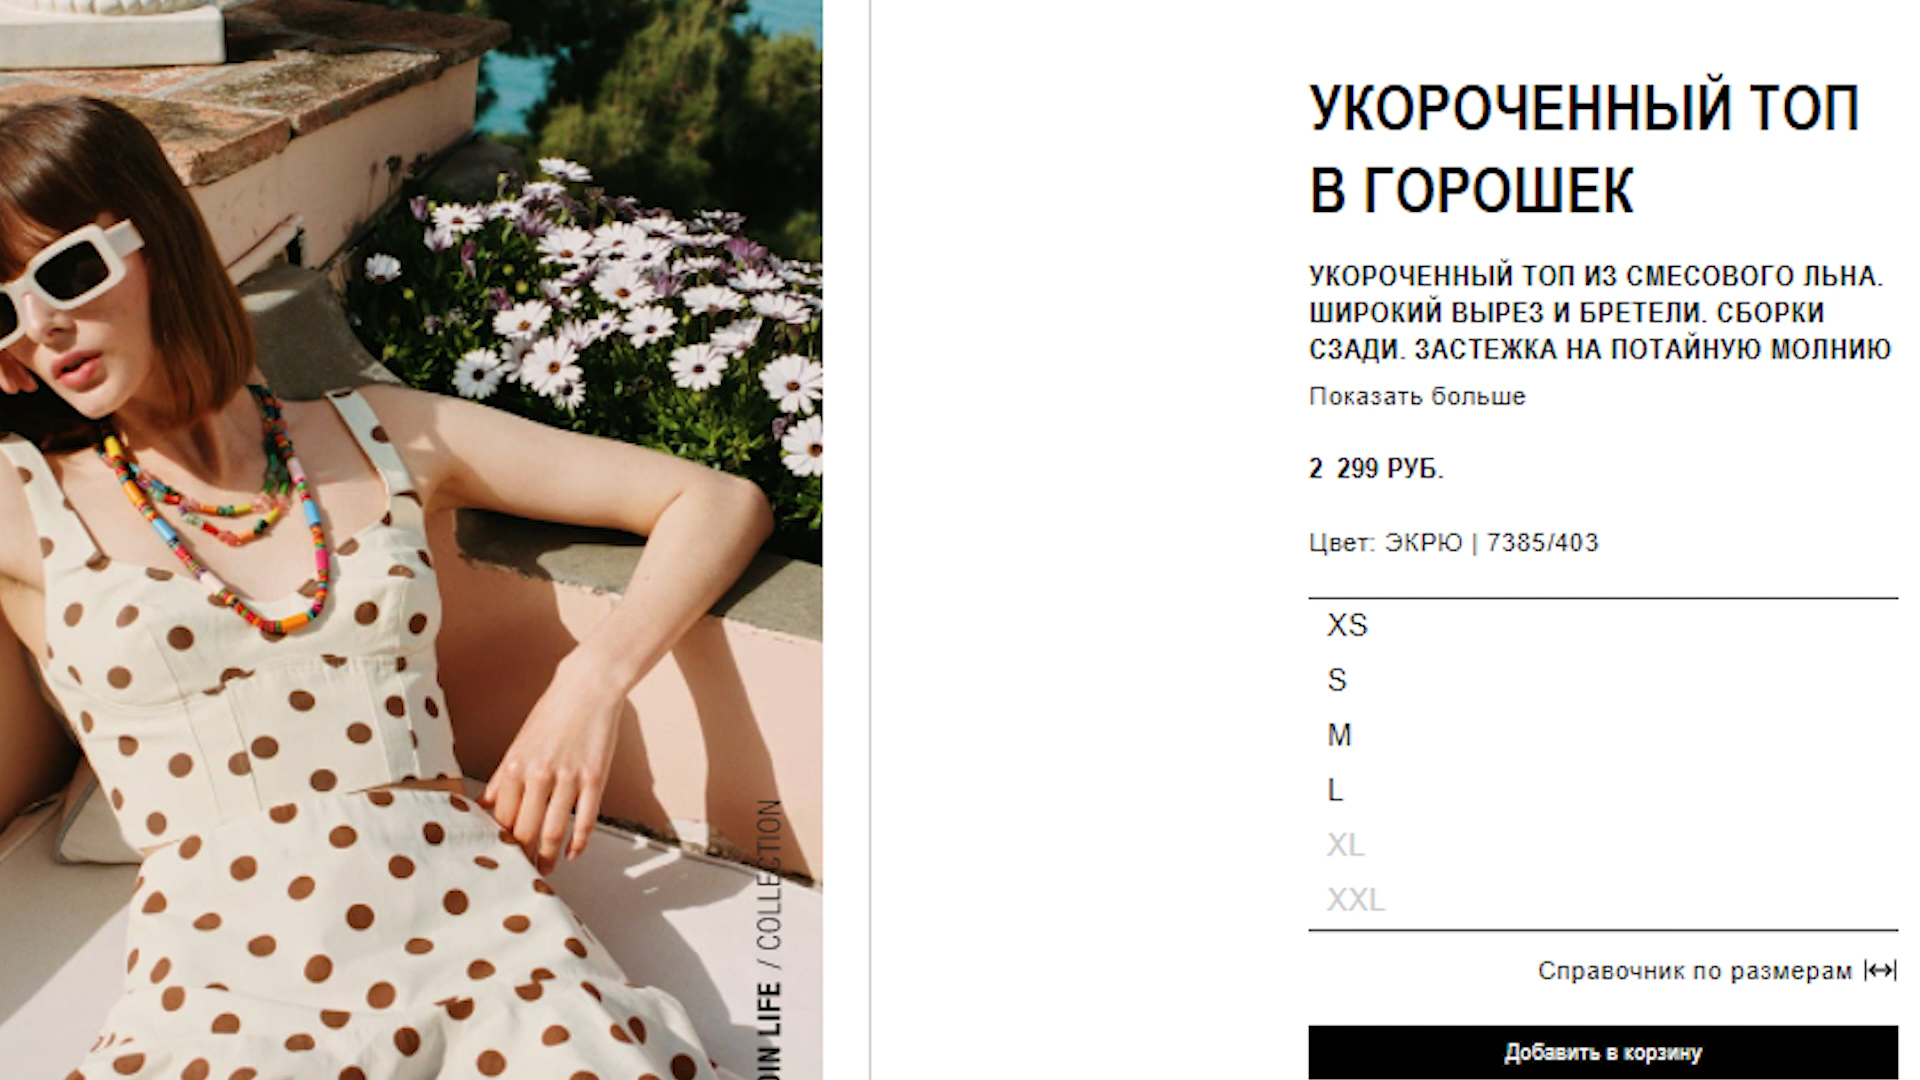 УКОРОЧЕННЫЙ ТОП
В ГОРОШЕК
УКОРОЧЕННЫЙ ТОП ИЗ СМЕСОВОГО ЛЬНА.
ШИРОКИЙ ВЫРЕЗ И БРЕТЕЛИ. СБОРКИ
СЗАДИ. ЗАСТЕЖКА НА ПОТАЙНУЮ МОЛНИЮ
Показать больше
2 299 РУБ.
Цвет: ЭКРЮ | 7385/403
XS
S
M
L
XL
XXL
Справочник по размерам
Добавить в корзину
LIFE / COLLECTION